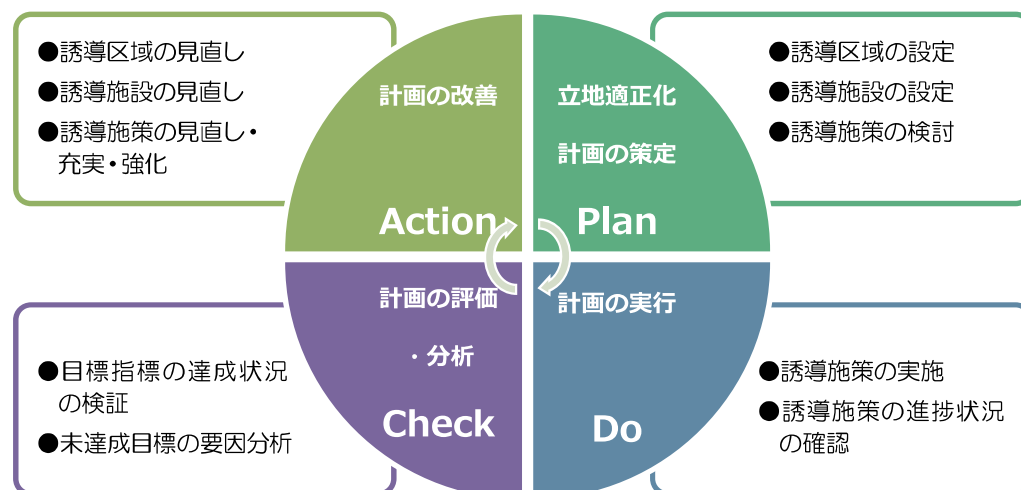 ●誘導区域の見直し
●誘導施設の見直し
●誘導施策の見直し・
充実・強化
計画の改善
Action
立地適正化
計画の策定
Plan
●誘導区域の設定
●誘導施設の設定
●誘導施策の検討
●目標指標の達成状況
の検証
●未達成目標の要因分析
計画の評価
・分析
Check
計画の実行
Do
●誘導施策の実施
●誘導施策の進捗状況
の確認